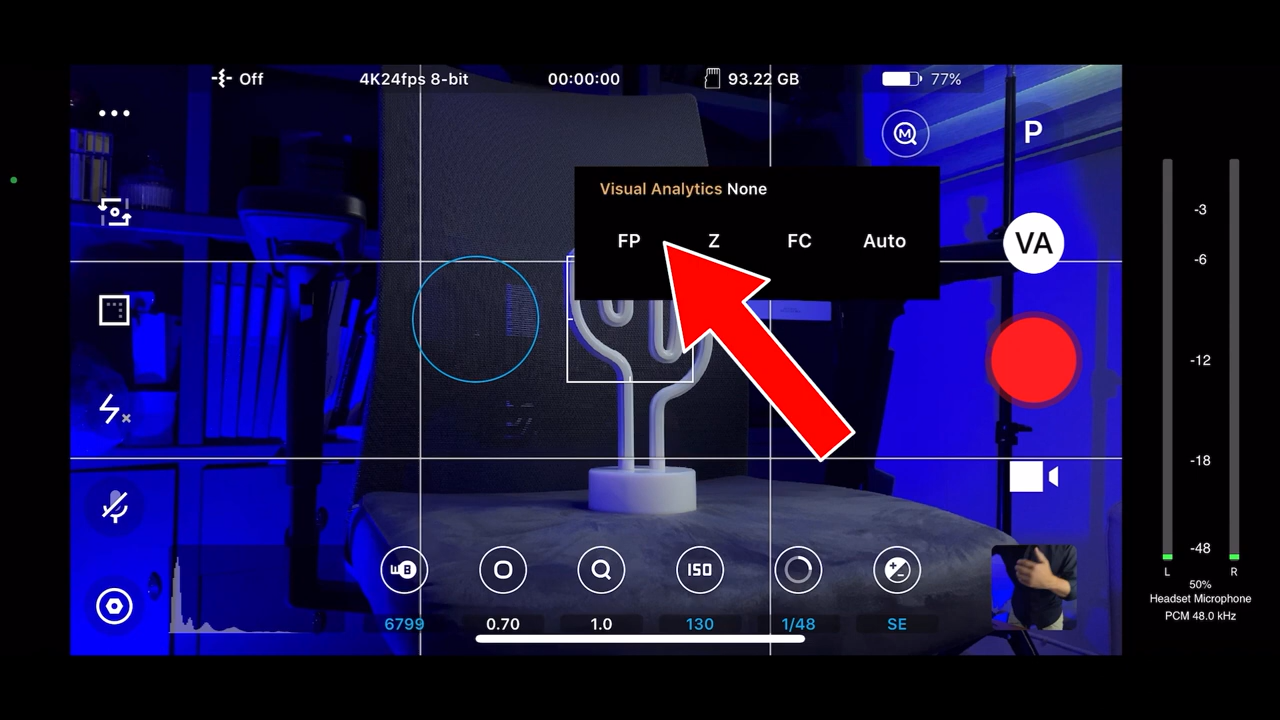 Off
4K24fps 8-bit
00:00:00
93.22 GB
77%
M
P
Visual Analytics None
FP
Z
FC
Auto
VA
-3
-6
-12
-18
-48
L
R
50%
Headset Microphone
PCM 48.0 kHz
WB
ISO
6799
0.70
1.0
130
1/48
SE